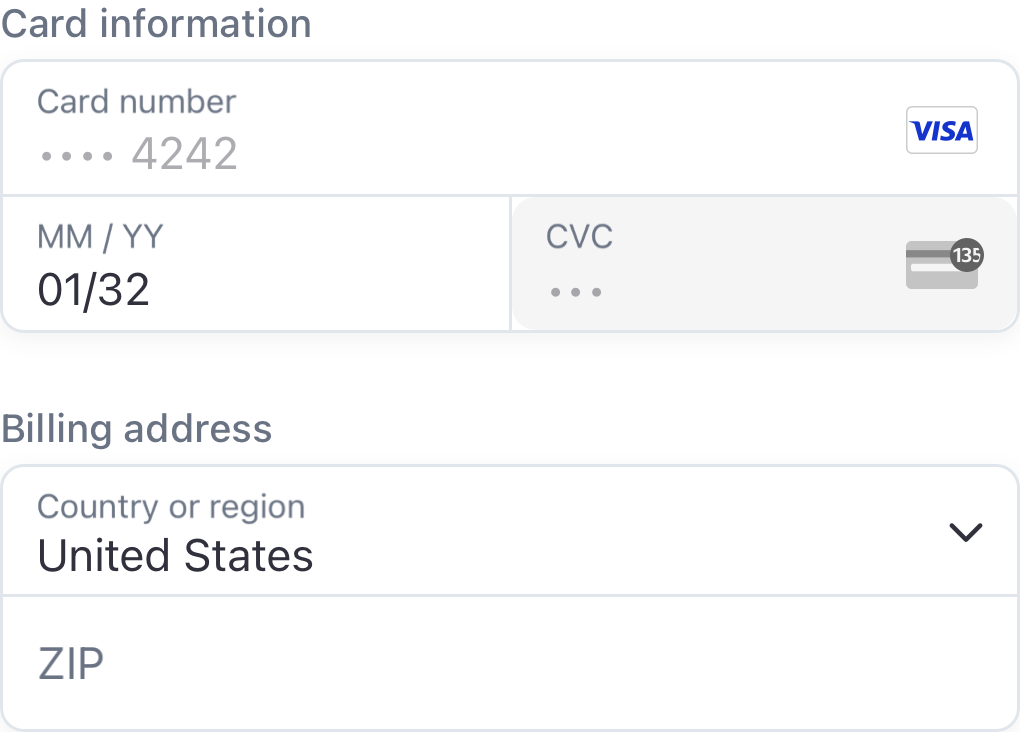 Card information
Card number
•••• 4242
VISA
MM / YY
01/32
CVC
•••
135
Billing address
Country or region
United States
ZIP